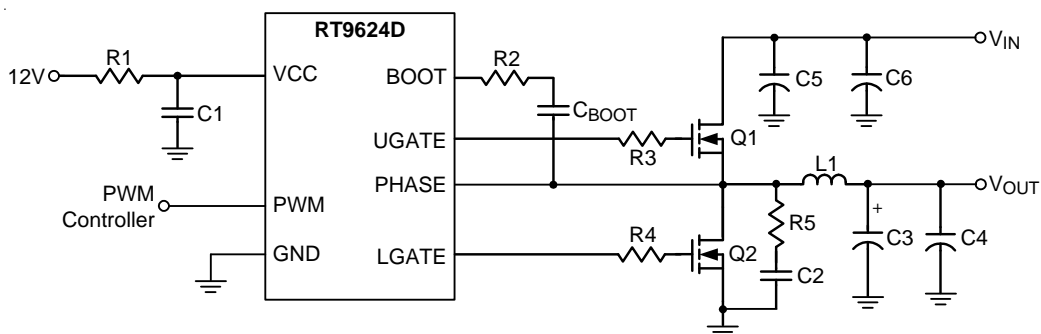 RT9624D
12V
R1
VCC
C1
PWM
Controller
PWM
GND
BOOT
R2
CBOOT
UGATE
R3
Q1
PHASE
LGATE
R4
Q2
VIN
C5
C6
L1
VOUT
R5
C2
+
C3
C4